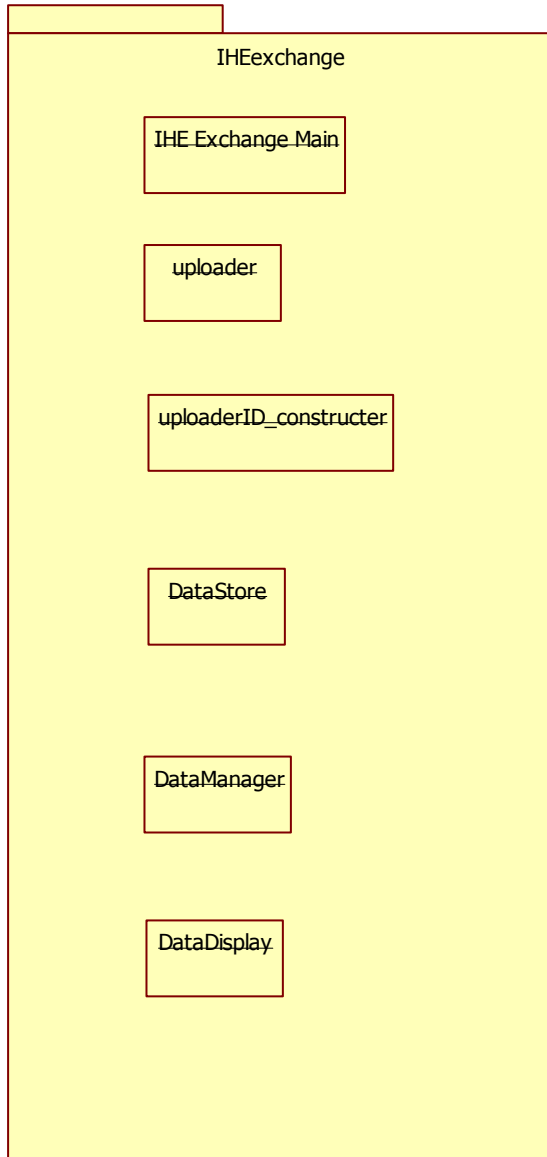 IHEexchange
IHE Exchange Main
uploader
uploaderID_constructer
DataStore
DataManager
DataDisplay